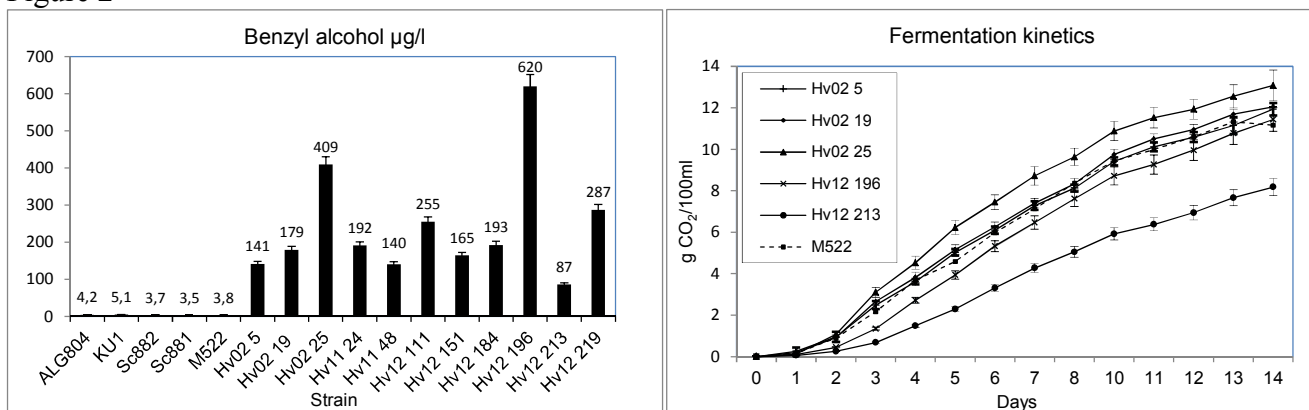 Figure 2
Benzyl alcohol µg/l
700
600
500
400
300
200
100
0
4,2
5,1
3,7
3,5
3,8
141
179
409
192
140
255
165
193
620
87
287
ALG804
KU1
Sc882
Sc881
M522
Hv02 5
Hv02 19
Hv02 25
Hv11 24
Hv11 48
Hv12 111
Hv12 151
Hv12 184
Hv12 196
Hv12 213
Hv12 219
Strain
Fermentation kinetics
g CO₂/100ml
14
12
10
8
6
4
2
0
Hv02 5
Hv02 19
Hv02 25
Hv12 196
Hv12 213
M522
0 1 2 3 4 5 6 7 8 10 11 12 13 14
Days